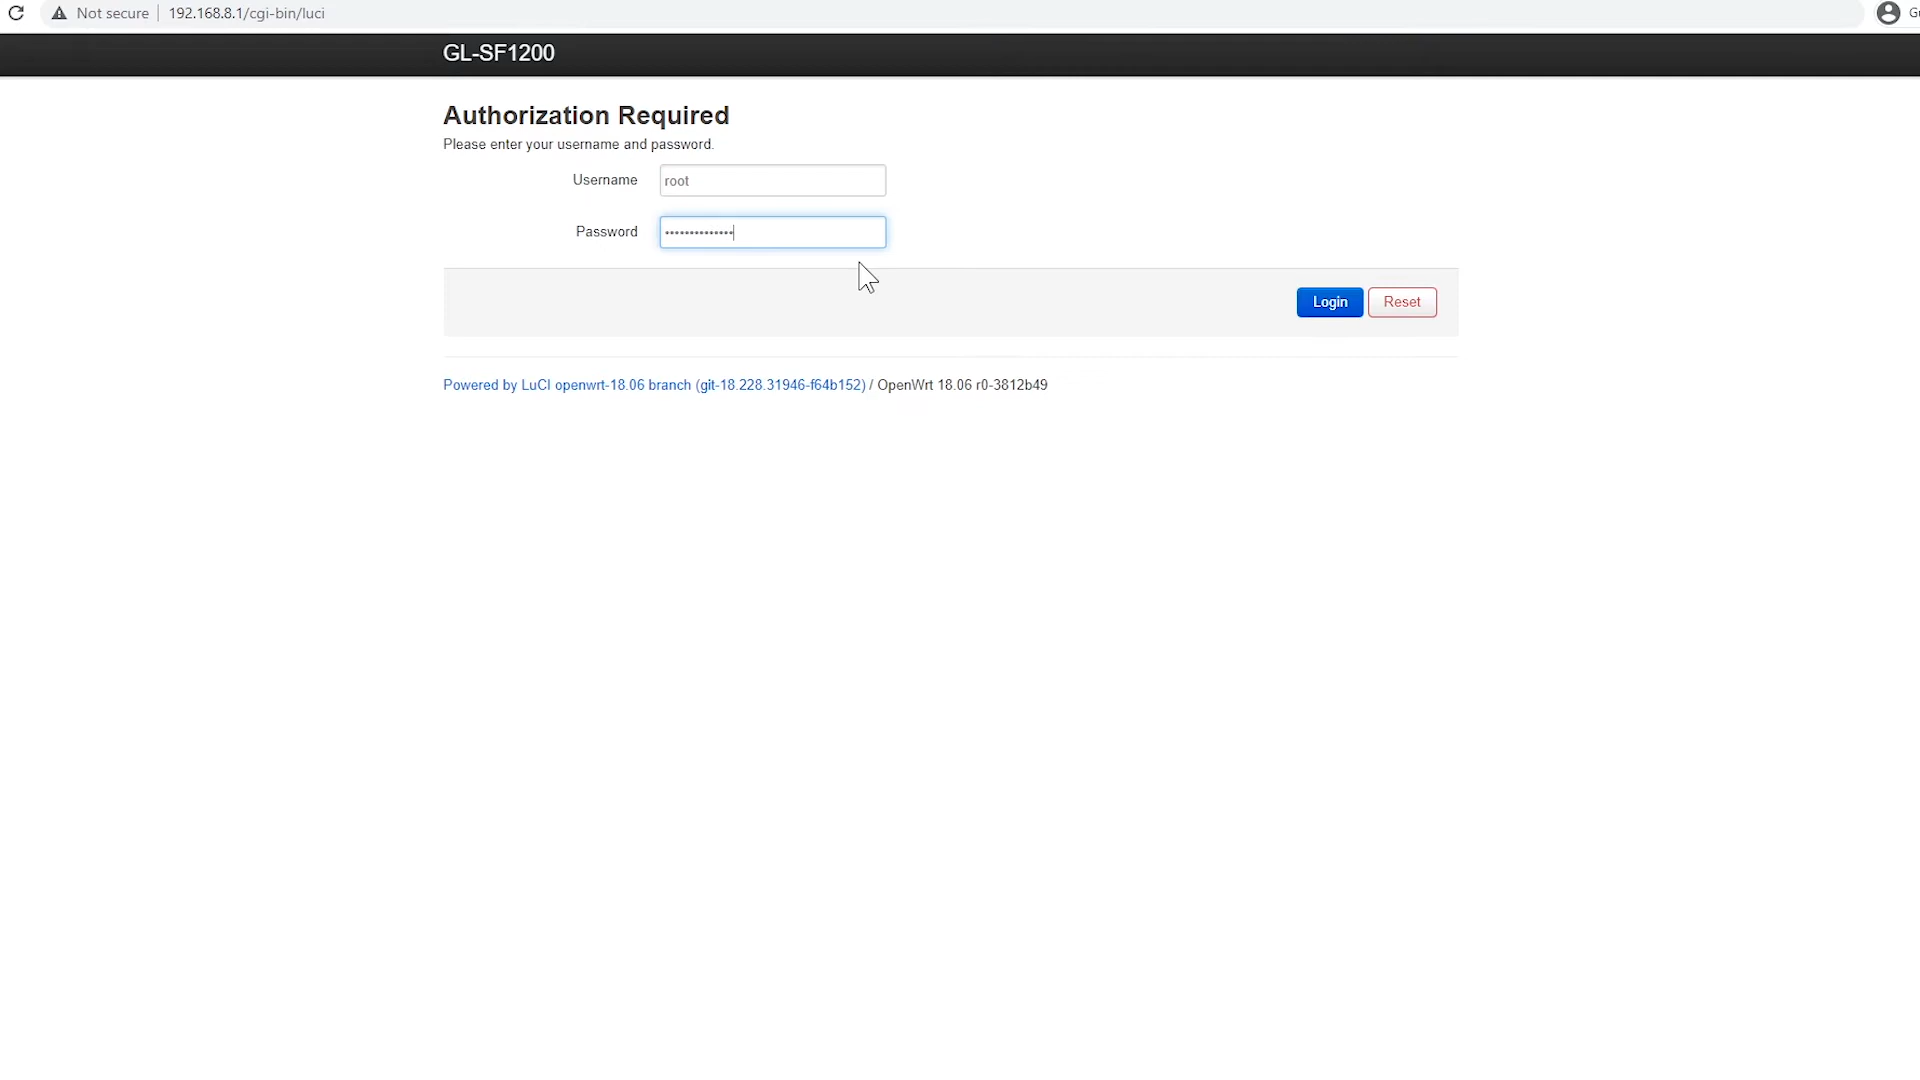 Not secure 192.168.8.1/cgi-bin/luci
GL-SF1200
Authorization Required
Please enter your username and password.
Username root
Password ••••••••••••••
Login Reset
Powered by LuCI openwrt-18.06 branch (git-18.228.31946-f64b152) / OpenWrt 18.06 r0-3812b49